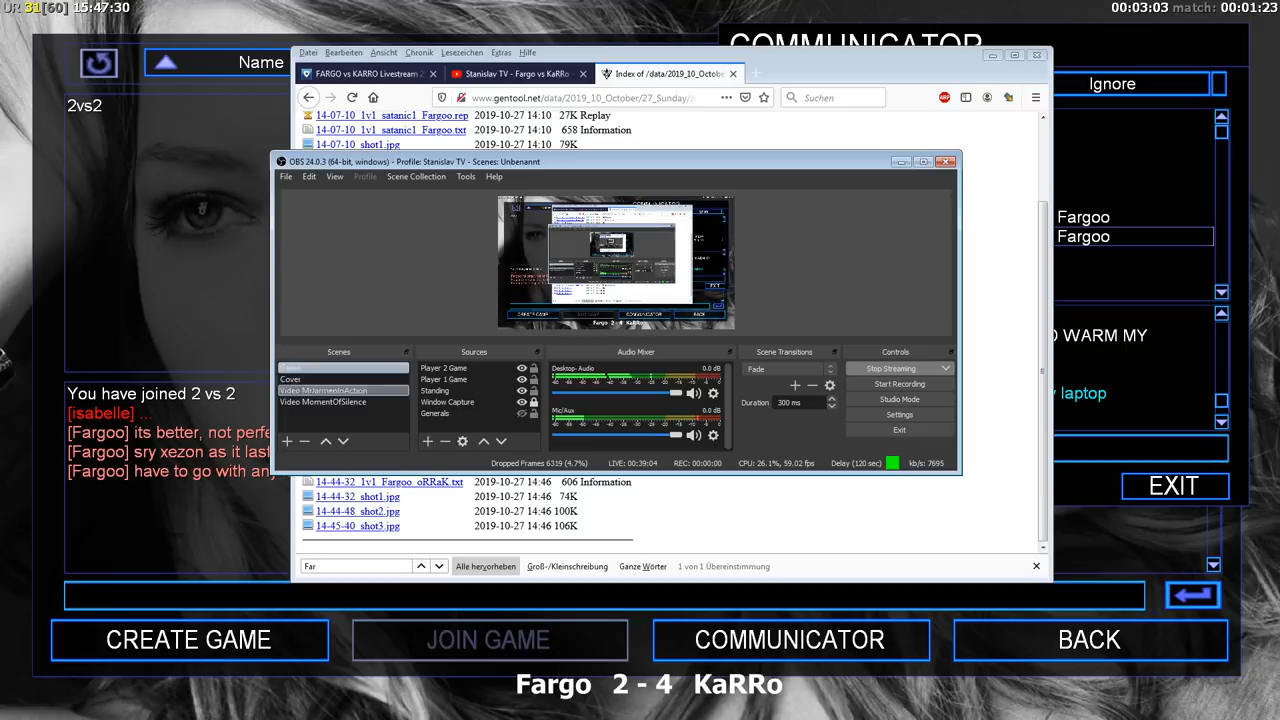 UR 31[60] 15:47:30
00:03:03 match: 00:01:23
COMMUNICATOR
Name
Ignore
2vs2
Datei Bearbeiten Ansicht Chronik Lesezeichen Extras Hilfe
FARGO vs KARRO Livestream 2
Stanislav TV - Fargo vs KaRRo
Index of /data/2019_10_Octobe
www.gentool.net/data/2019_10_October/27_Sunday/
Suchen
14-07-10_1v1_satanic1_Fargoo.rep 2019-10-27 14:10 27K Replay
14-07-10_1v1_satanic1_Fargoo.txt 2019-10-27 14:10 658 Information
14-07-10_shot1.jpg 2019-10-27 14:10 79K
OBS 24.0.3 (64-bit, windows) - Profile: Stanislav TV - Scenes: Unbenannt
File Edit View Profile Scene Collection Tools Help
COMMUNICATOR
EXIT
CREATE GAME
COMMUNICATOR
BACK
Fargo 2 - 4 KaRRo
Fargoo
Fargoo
WARM MY
laptop
Scenes
Sources
Audio Mixer
Scene Transitions
Controls
Cover
Video MrJarmenInAction
Video MomentOfSilence
Player 2 Game
Player 1 Game
Standing
Window Capture
Generals
Desktop-Audio 0.0 dB
Mic/Aux 0.0 dB
Fade
Duration 300 ms
Stop Streaming
Start Recording
Studio Mode
Settings
Exit
Dropped Frames 6319 (4.7%) LIVE: 00:39:04 REC: 00:00:00 CPU: 26.1%, 59.02 fps Delay (120 sec) kb/s: 7695
You have joined 2 vs 2
[isabelle] ...
[Fargoo] its better, not perfe
[Fargoo] sry xezon as it last
[Fargoo] have to go with an
14-44-32_1v1_Fargoo_oRRaK.txt 2019-10-27 14:46 606 Information
14-44-32_shot1.jpg 2019-10-27 14:46 74K
14-44-48_shot2.jpg 2019-10-27 14:46 100K
14-45-40_shot3.jpg 2019-10-27 14:46 106K
Far
Alle hervorheben Groß-/Kleinschreibung Ganze Wörter 1 von 1 Übereinstimmung
EXIT
CREATE GAME
JOIN GAME
COMMUNICATOR
BACK
Fargo 2 - 4 KaRRo